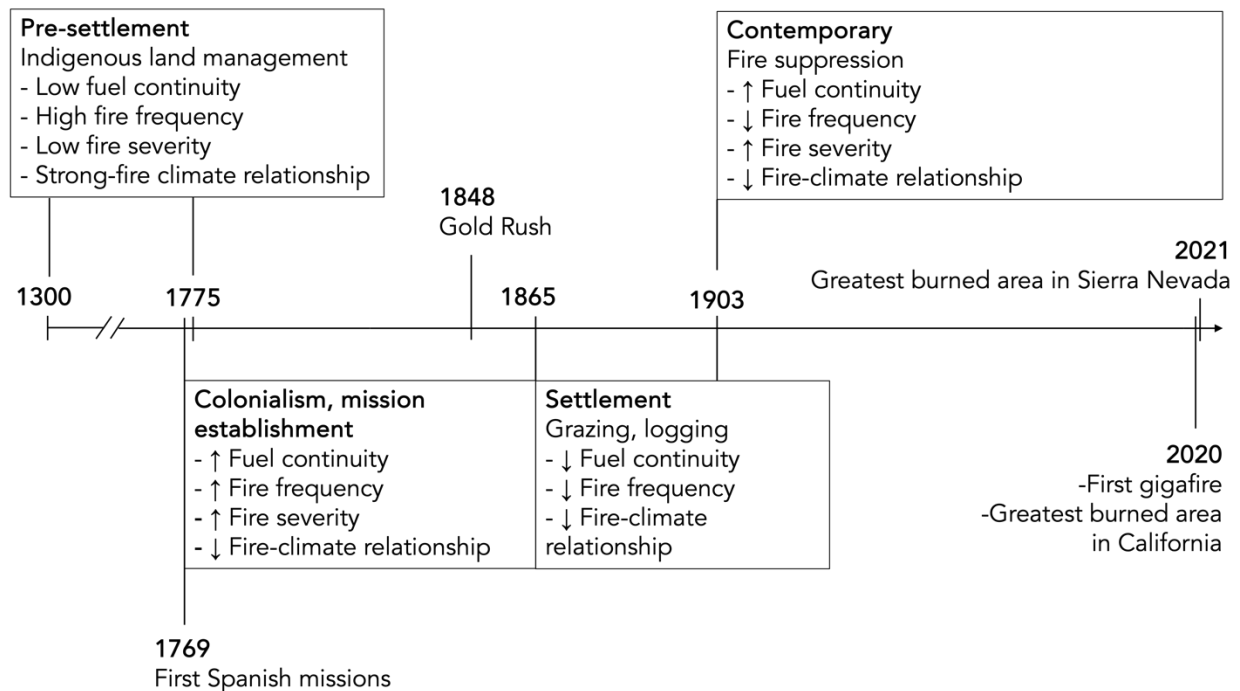 Pre-settlement
Indigenous land management
- Low fuel continuity
- High fire frequency
- Low fire severity
- Strong-fire climate relationship
Contemporary
Fire suppression
- ↑ Fuel continuity
- ↓ Fire frequency
- ↑ Fire severity
- ↓ Fire-climate relationship
1848
Gold Rush
2021
Greatest burned area in Sierra Nevada
1300
1775
1865
1903
Colonialism, mission
establishment
- ↑ Fuel continuity
- ↑ Fire frequency
- ↑ Fire severity
- ↓ Fire-climate relationship
Settlement
Grazing, logging
- ↓ Fuel continuity
- ↓ Fire frequency
- ↓ Fire-climate
relationship
2020
-First gigafire
-Greatest burned area
in California
1769
First Spanish missions